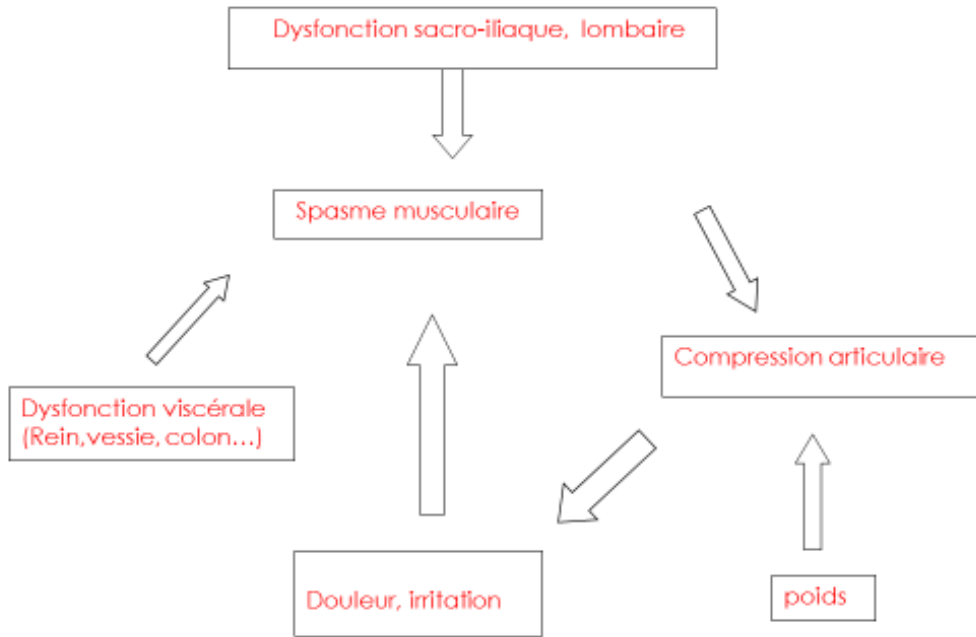 Dysfonction sacro-iliaque, lombaire
Spasme musculaire
Compression articulaire
Dysfonction viscérale
(Rein,vessie, colon...)
Douleur, irritation
poids